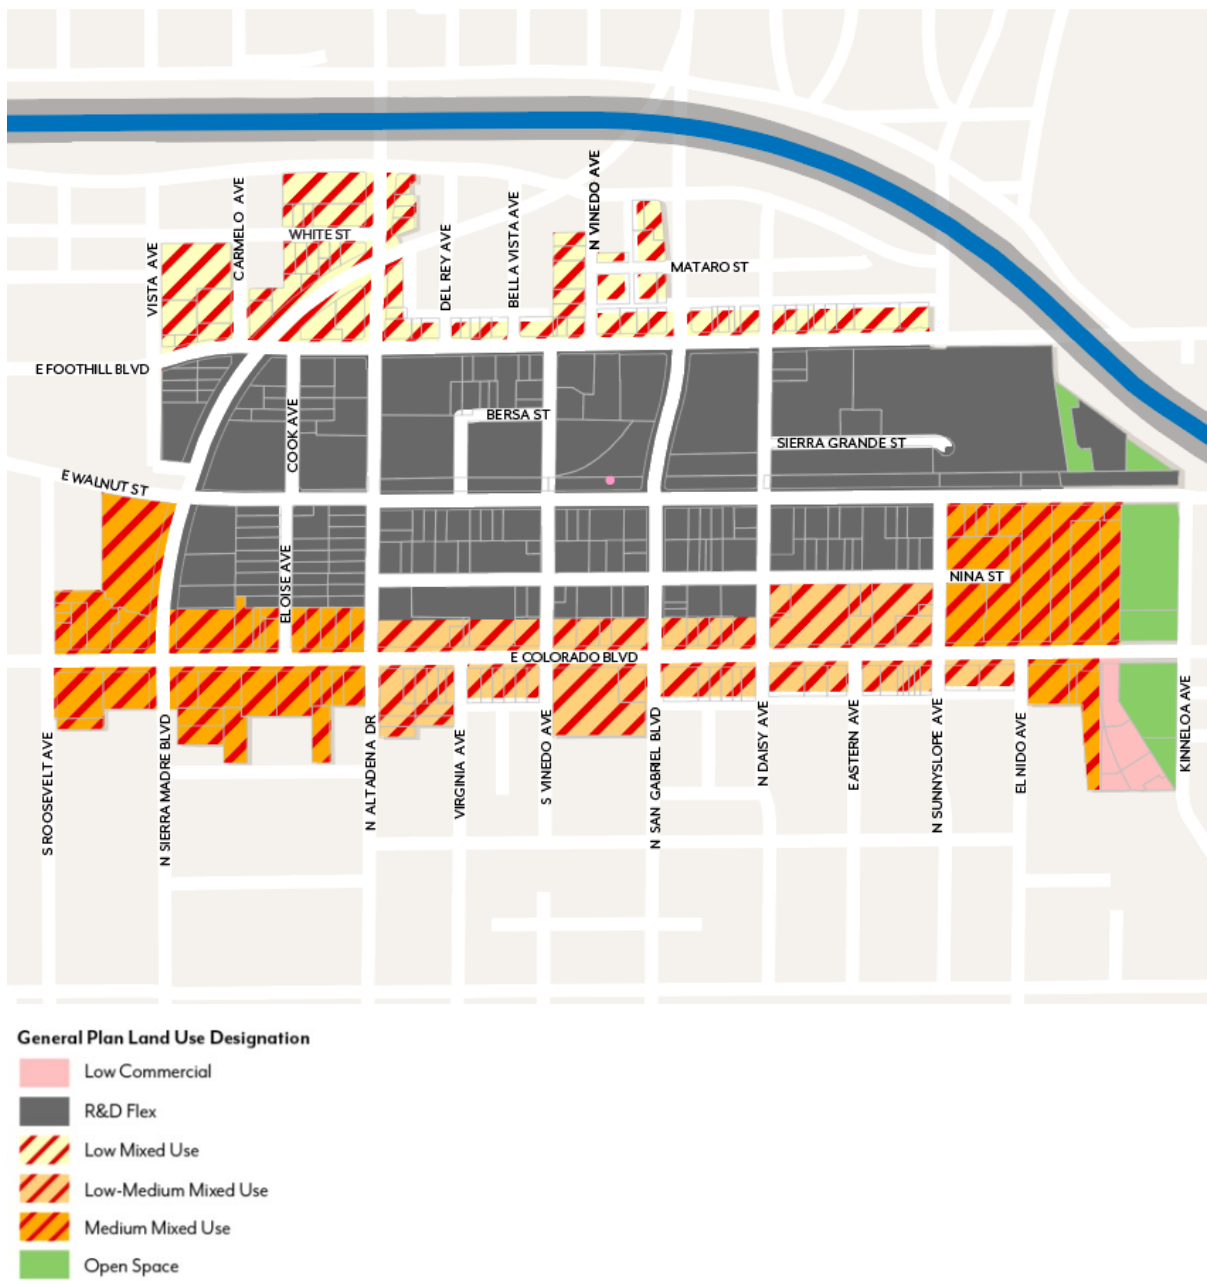 N VINEDO AVE
CARMELO AVE
BELLA VISTA AVE
DEL REY AVE
WHITE ST
VISTA AVE
MATARO ST
E FOOTHILL BLVD
COOK AVE
BERSA ST
SIERRA GRANDE ST
E WALNUT ST
ELOISE AVE
NINA ST
E COLORADO BLVD
S ROOSEVELT AVE
N SIERRA MADRE BLVD
N ALTADENA DR
VIRGINIA AVE
S VINEDO AVE
N SAN GABRIEL BLVD
N DAISY AVE
EASTERN AVE
N SUNNYSLOPE AVE
EL NIDO AVE
KINNELOA AVE
General Plan Land Use Designation
Low Commercial
R&D Flex
Low Mixed Use
Low-Medium Mixed Use
Medium Mixed Use
Open Space